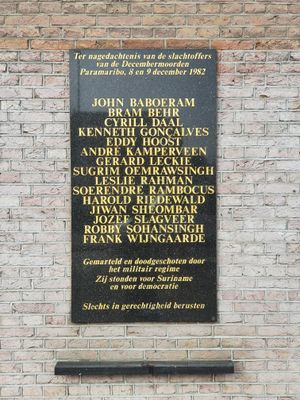 Ter nagedachtenis van de slachtoffers
van de Decembermoorden
Paramaribo, 8 en 9 december 1982
JOHN BABOERAM
BRAM BEHR
CYRILL DAAL
KENNETH GONÇALVES
EDDY HOOST
ANDRÉ KAMPERVEEN
GERARD LECKIE
SUGRIM OEMRAWSINGH
LESLIE RAHMAN
SOERENDRE RAMBOCUS
HAROLD RIEDEWALD
JIWAN SHEOMBAR
JOZEF SLAGVEER
ROBBY SOHANSINGH
FRANK WIJNGAARDE
Gemarteld en doodgeschoten door
het militair regime
Zij stonden voor Suriname
en voor democratie
Slechts in gerechtigheid berusten